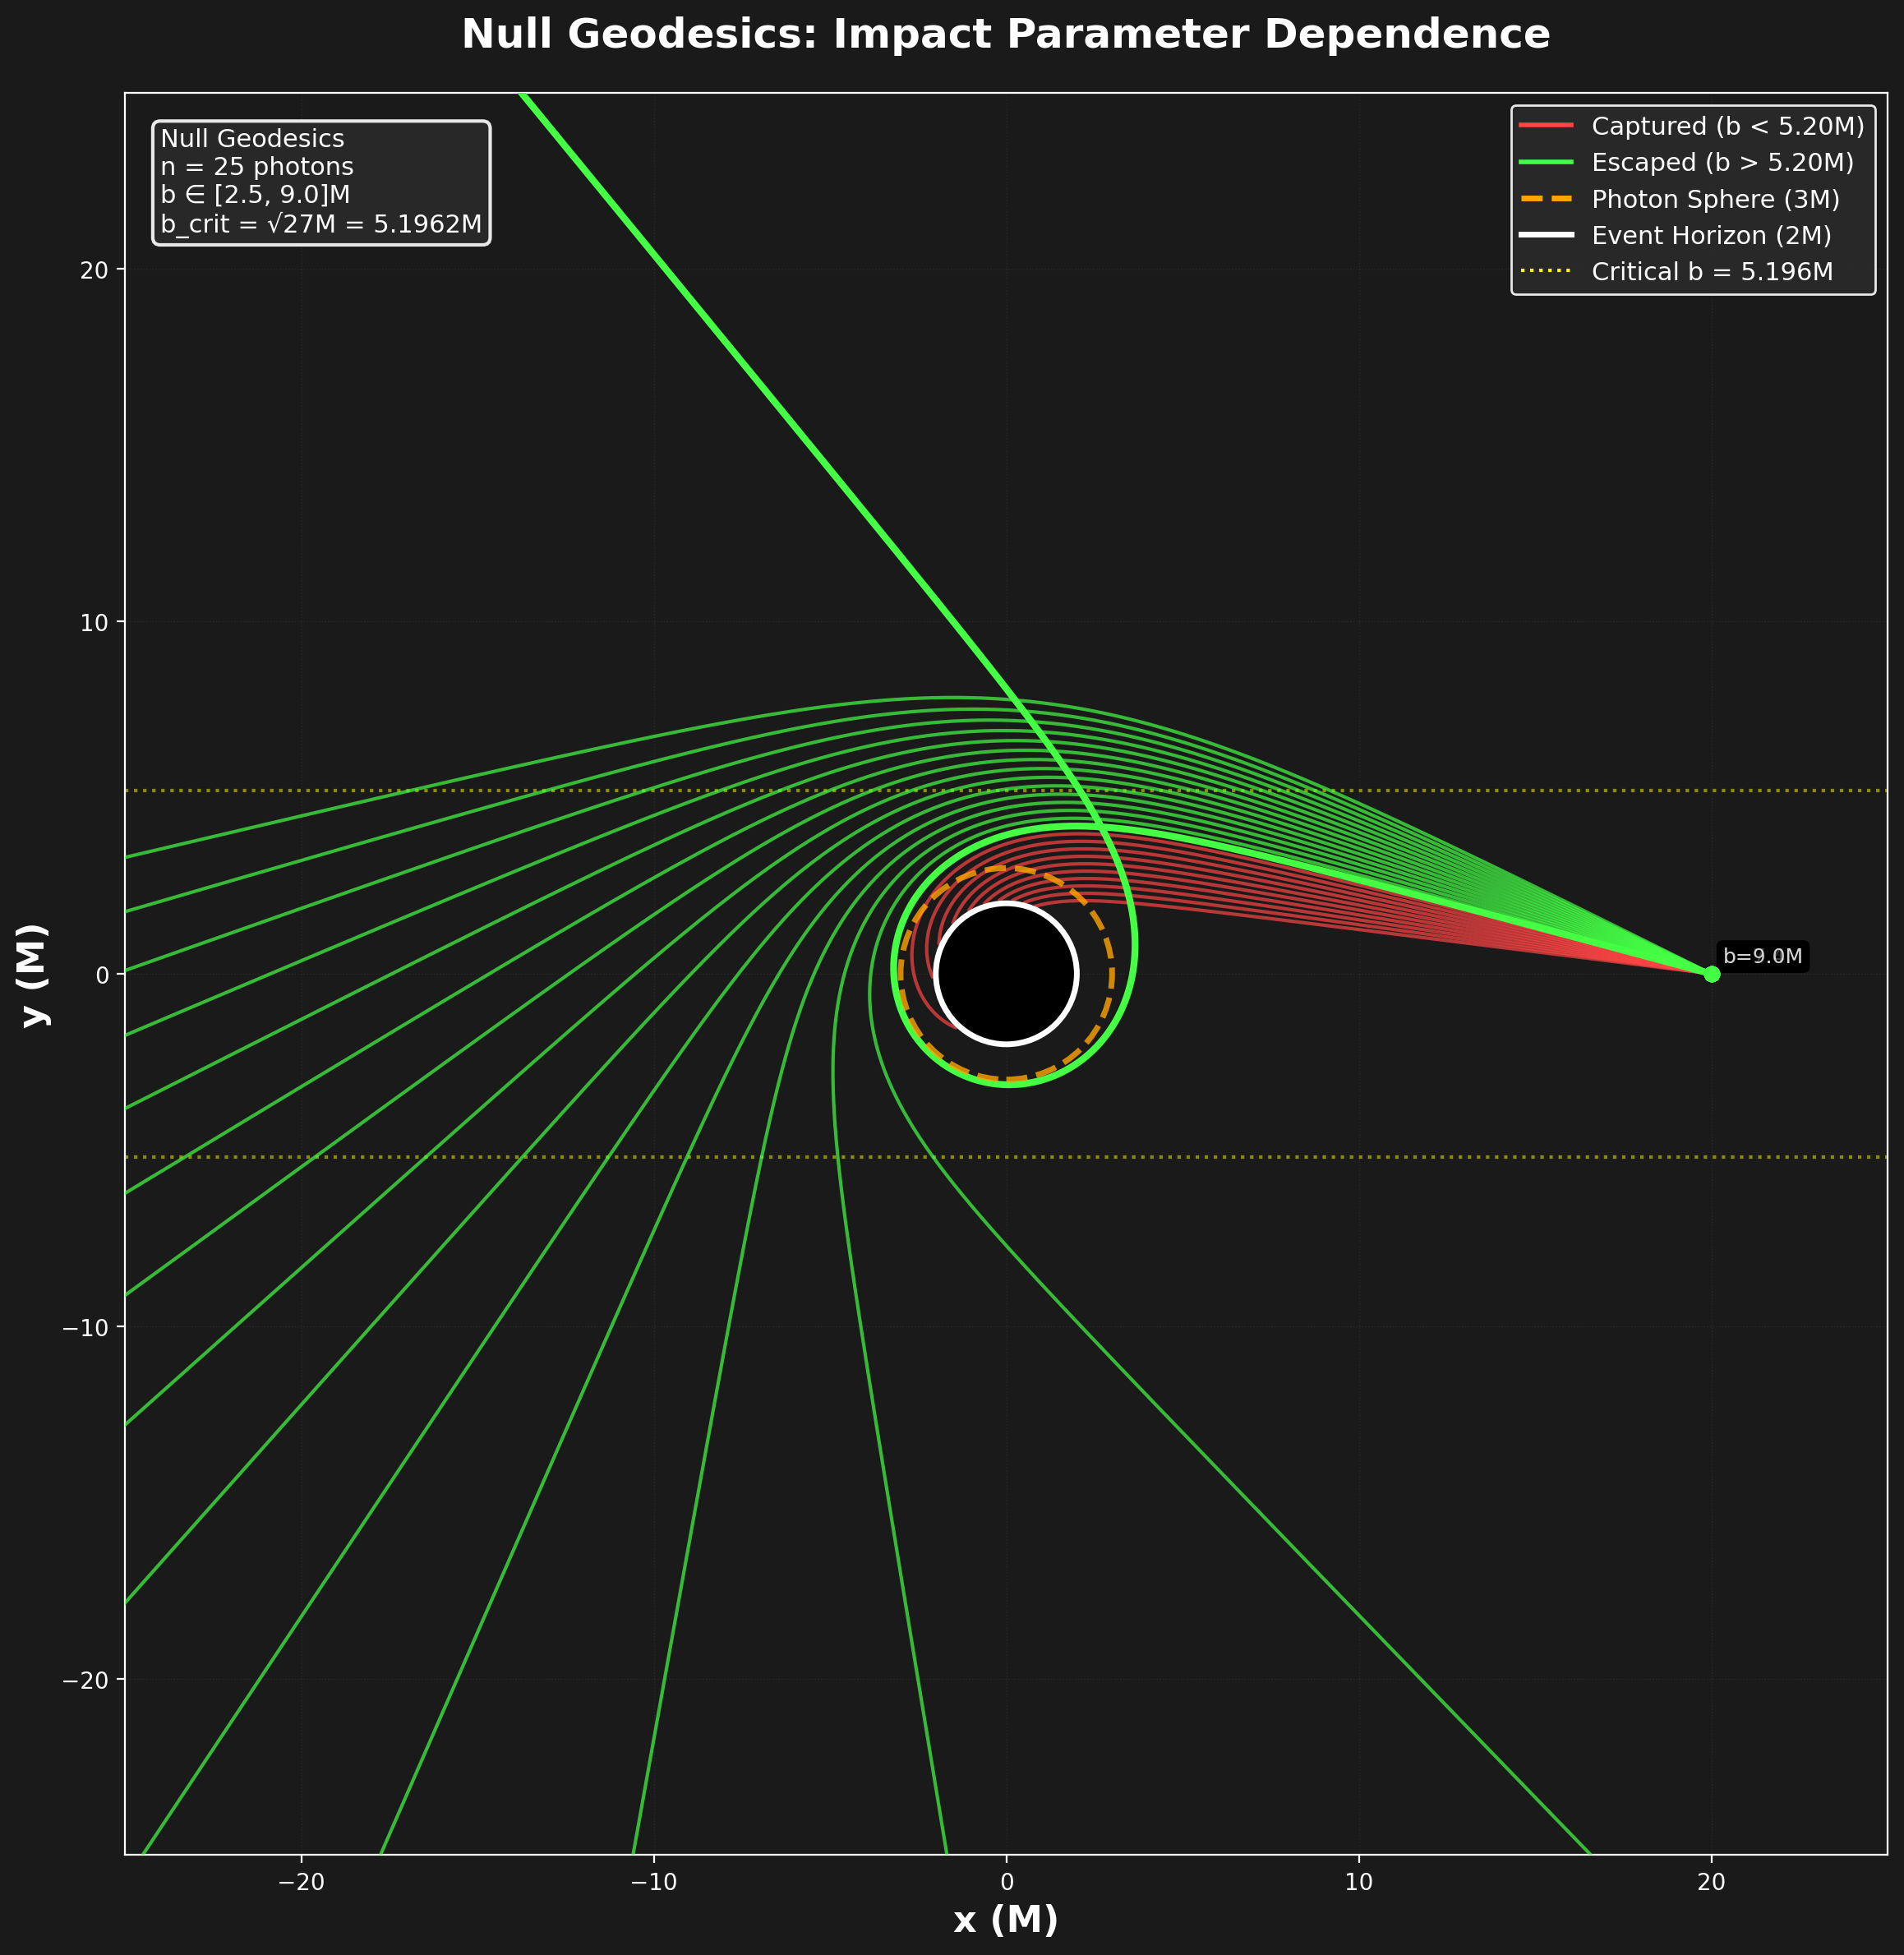 Null Geodesics: Impact Parameter Dependence
Null Geodesics
n = 25 photons
b ∈ [2.5, 9.0]M
b_crit = √27M = 5.1962M
Captured (b < 5.20M)
Escaped (b > 5.20M)
Photon Sphere (3M)
Event Horizon (2M)
Critical b = 5.196M
20
10
0
−10
−20
y (M)
b=9.0M
−20
−10
0
10
20
x (M)